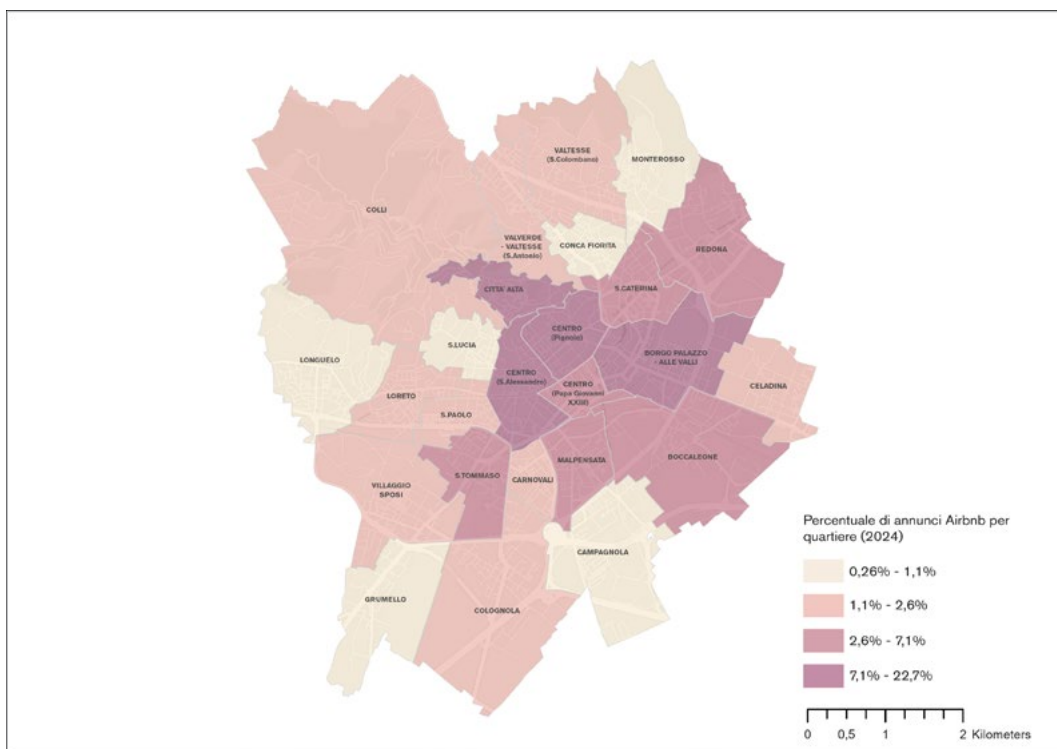 VALTESSE
(S.Colombano)
MONTEROSSO
COLLI
VALVERDE
- VALTESSE
(S.Antonio)
CONCA FIORITA
REDONA
CITTA' ALTA
S.CATERINA
CENTRO
(Pignolo)
S.LUCIA
LONGUELO
BORGO PALAZZO
- ALLE VALLI
CENTRO
(S.Alessandro)
CENTRO
(Papa Giovanni
XXIII)
CELADINA
LORETO
S.PAOLO
MALPENSATA
BOCCALEONE
S.TOMMASO
CARNOVALI
VILLAGGIO
SPOSI
CAMPAGNOLA
GRUMELLO
COLOGNOLA
Percentuale di annunci Airbnb per
quartiere (2024)
0,26% - 1,1%
1,1% - 2,6%
2,6% - 7,1%
7,1% - 22,7%
0 0,5 1 2 Kilometers